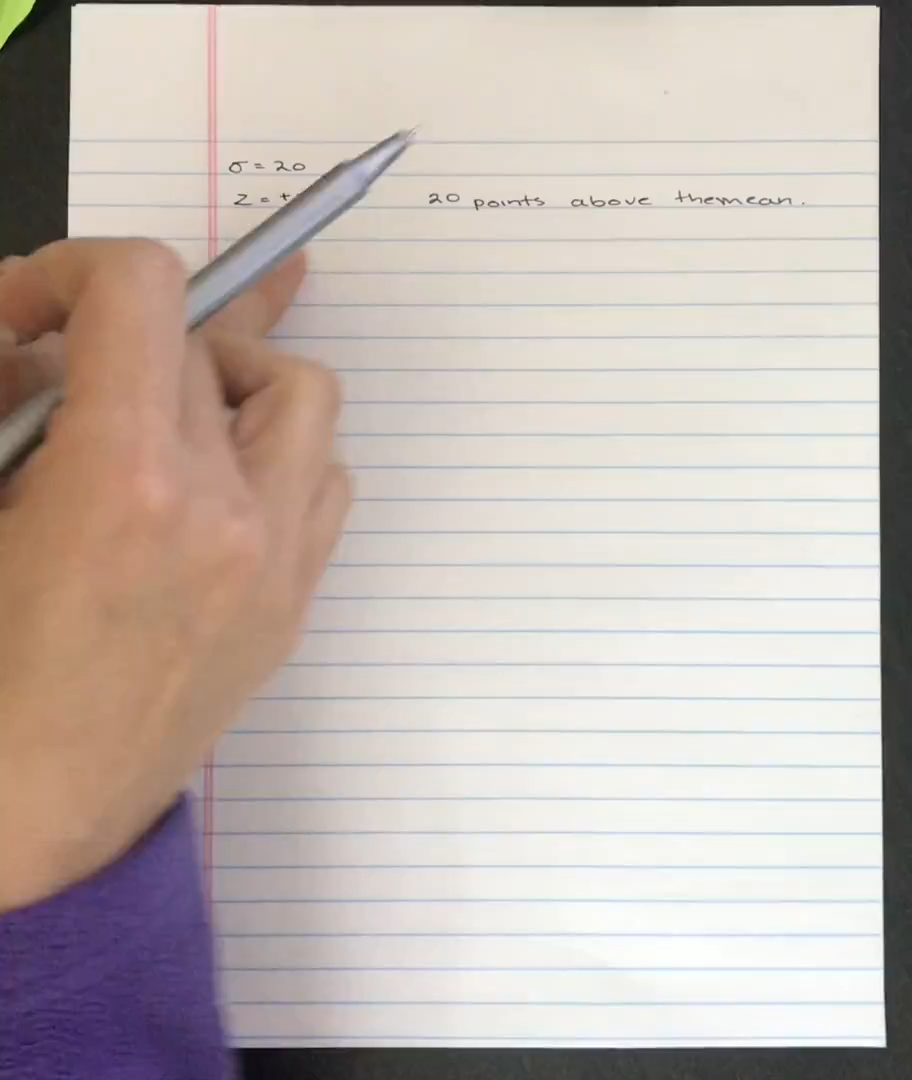 σ = 20
Z = + 20 points above themean.